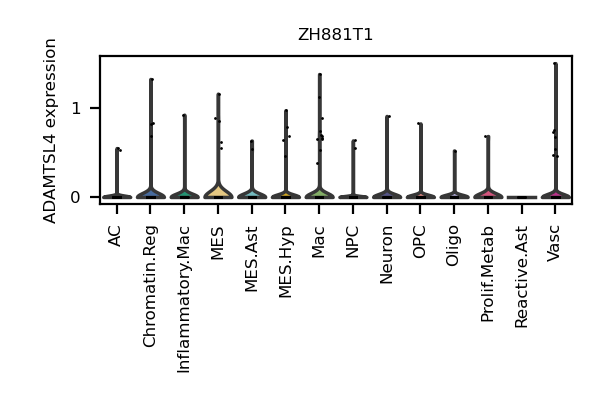 ZH881T1
ADAMTSL4 expression
1
0
AC
Chromatin.Reg
Inflammatory.Mac
MES
MES.Ast
MES.Hyp
Mac
NPC
Neuron
OPC
Oligo
Prolif.Metab
Reactive.Ast
Vasc